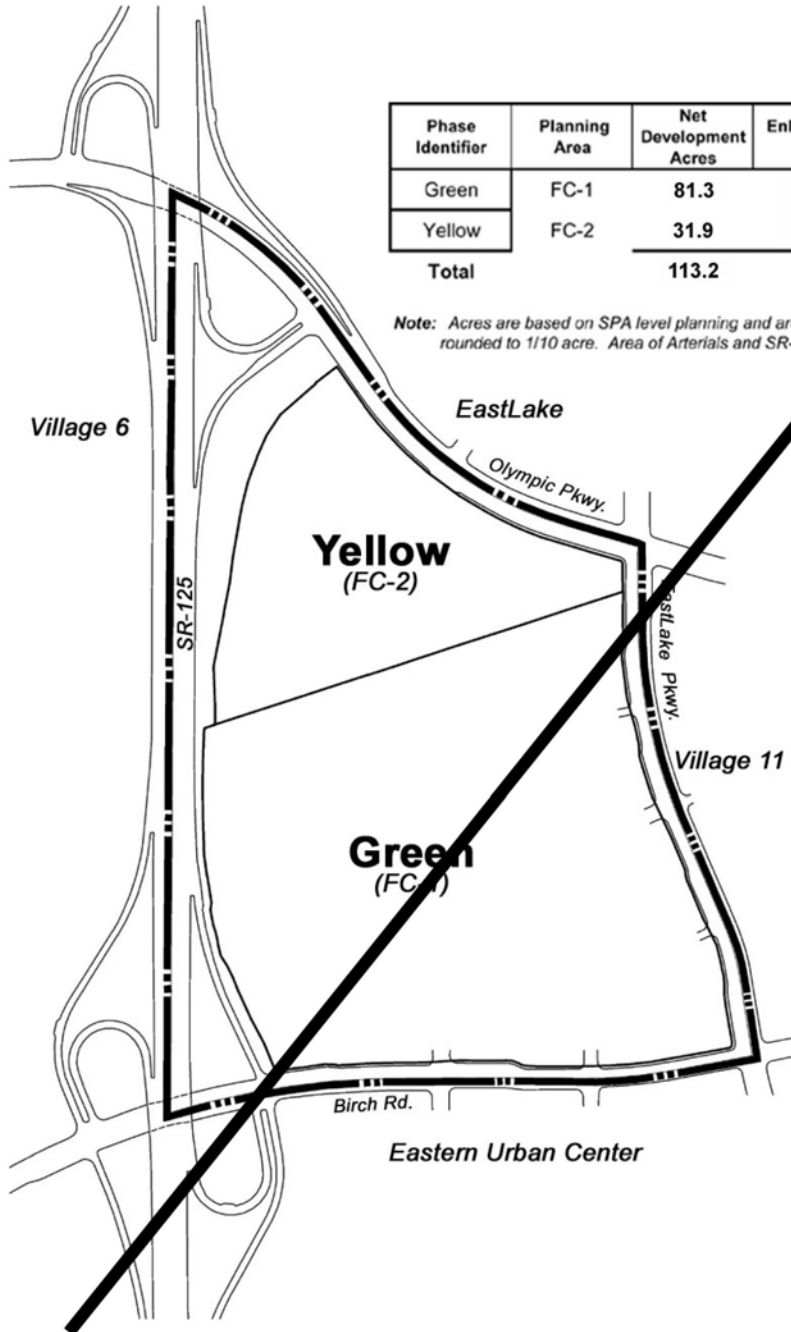 Phase Identifier
Planning Area
Net Development Acres
Green FC-1 81.3
Yellow FC-2 31.9
Total 113.2
Note: Acres are based on SPA level planning and
rounded to 1/10 acre. Area of Arterials and
EastLake
Village 6
Olympic Pkwy.
Yellow
(FC-2)
SR-125
EastLake Pkwy.
Village 11
Green
(FC-1)
Birch Rd.
Eastern Urban Center